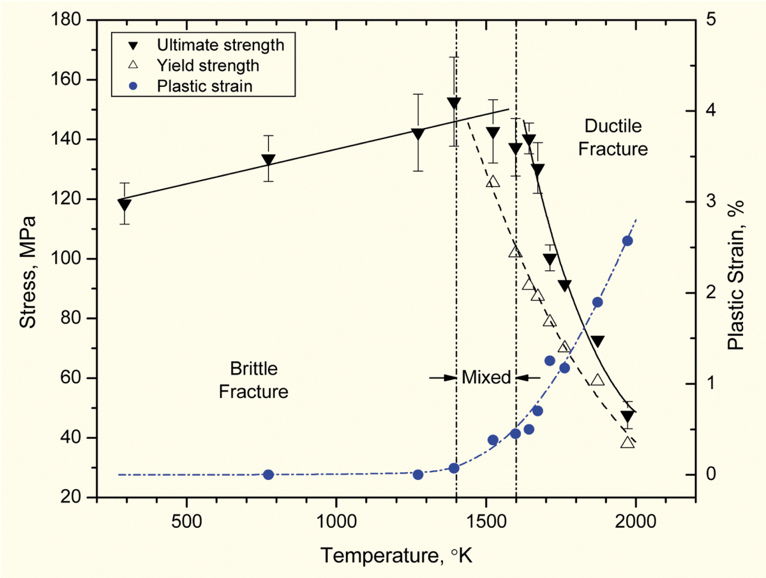 180
160
140
120
100
80
60
40
20
Stress, MPa
Ultimate strength
Yield strength
Plastic strain
Ductile
Fracture
Brittle
Fracture
Mixed
5
4
3
2
1
0
Plastic Strain, %
500
1000
1500
2000
Temperature, °K